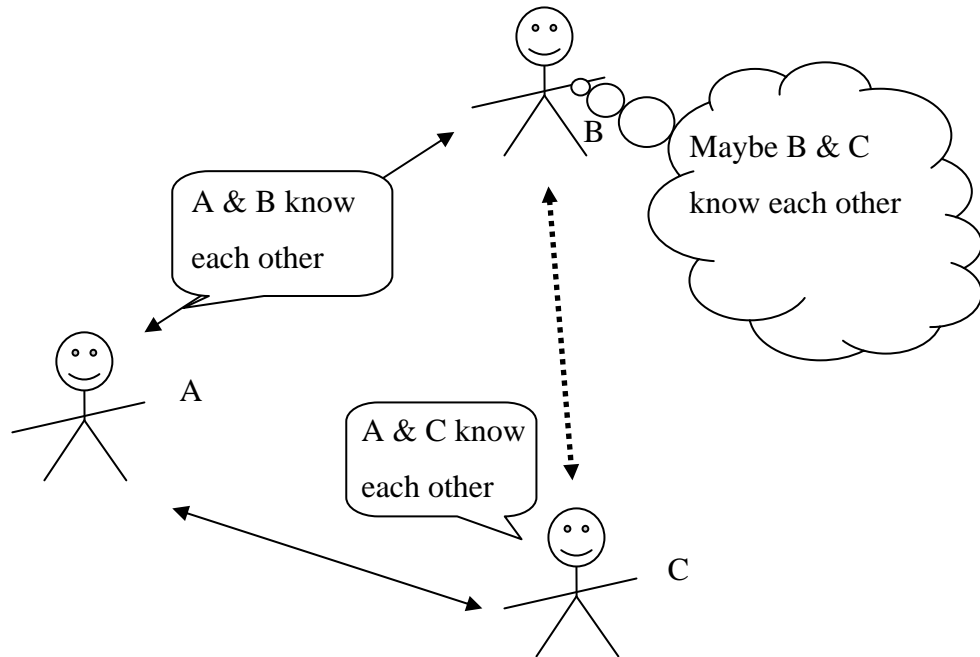 B
Maybe B & C
know each other
A & B know
each other
A
A & C know
each other
C